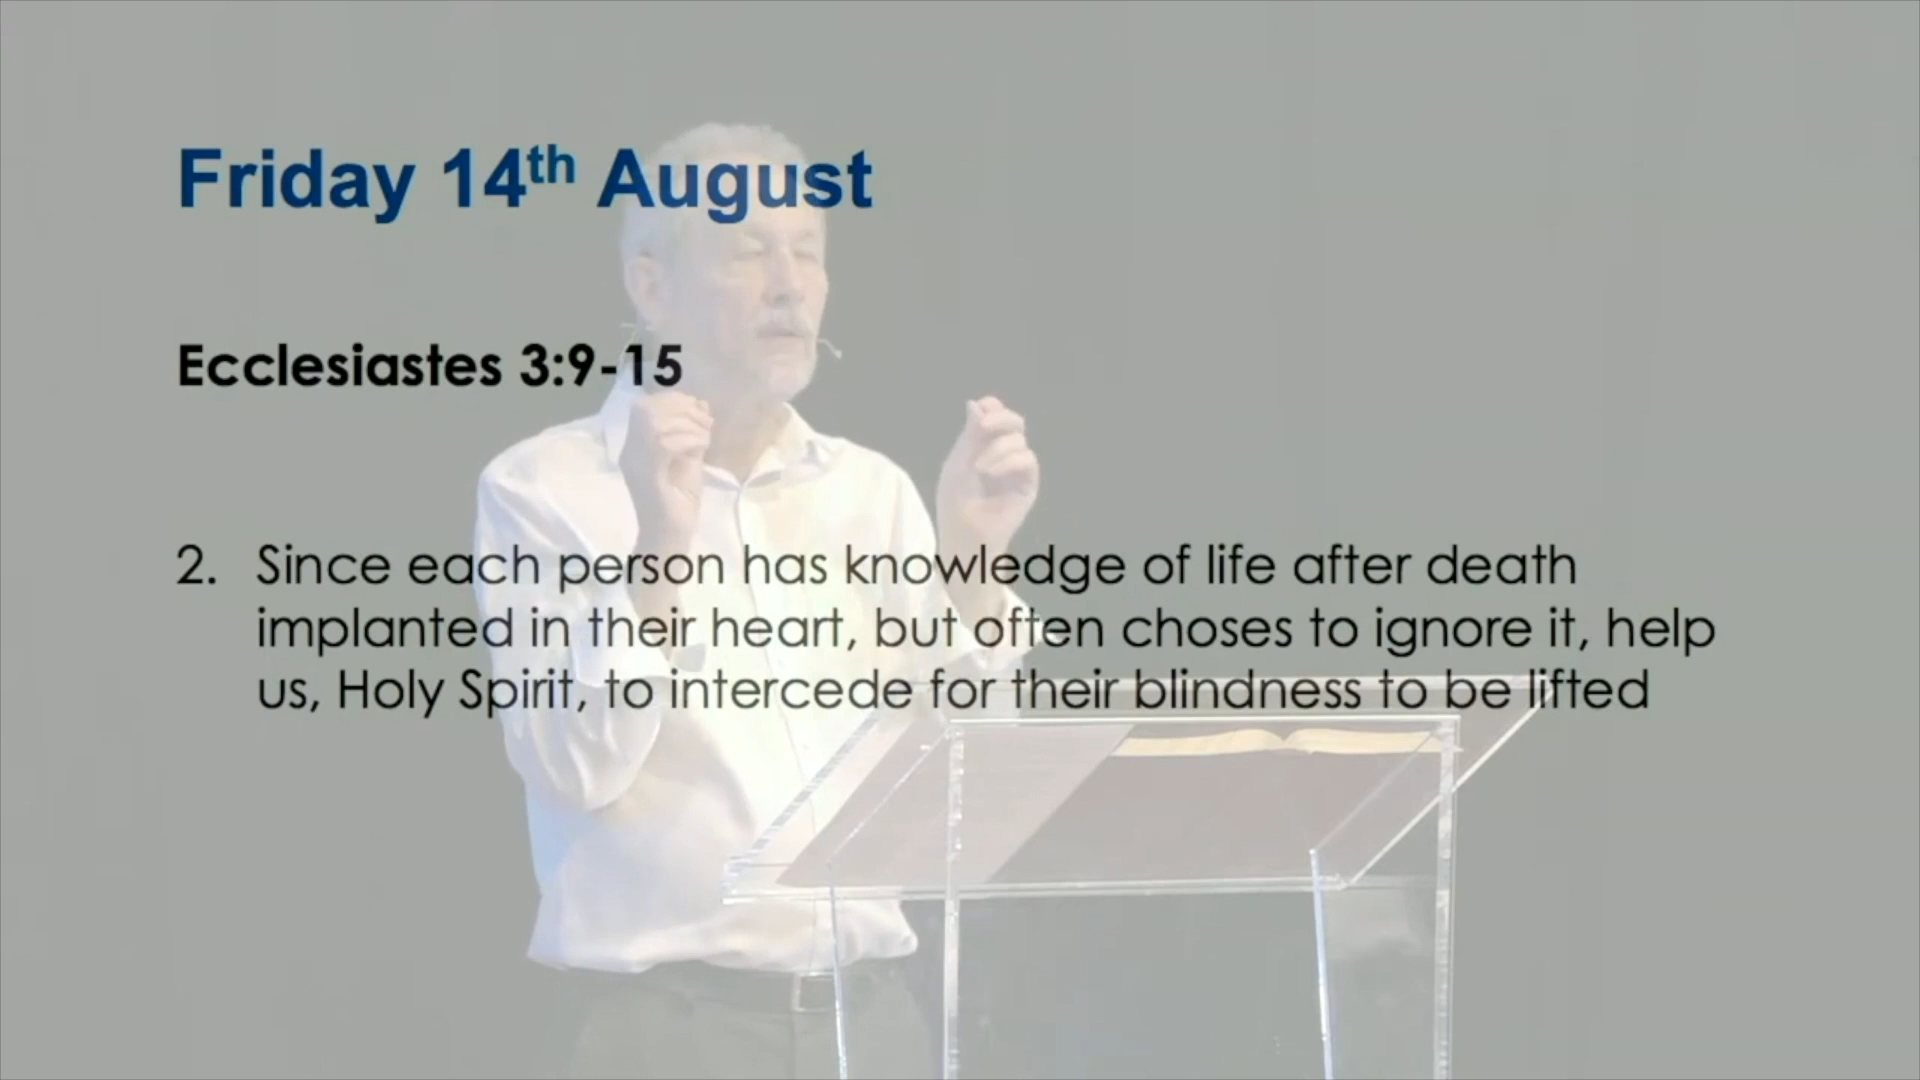 Friday 14th August
Ecclesiastes 3:9-15
2. Since each person has knowledge of life after death
implanted in their heart, but often choses to ignore it, help
us, Holy Spirit, to intercede for their blindness to be lifted